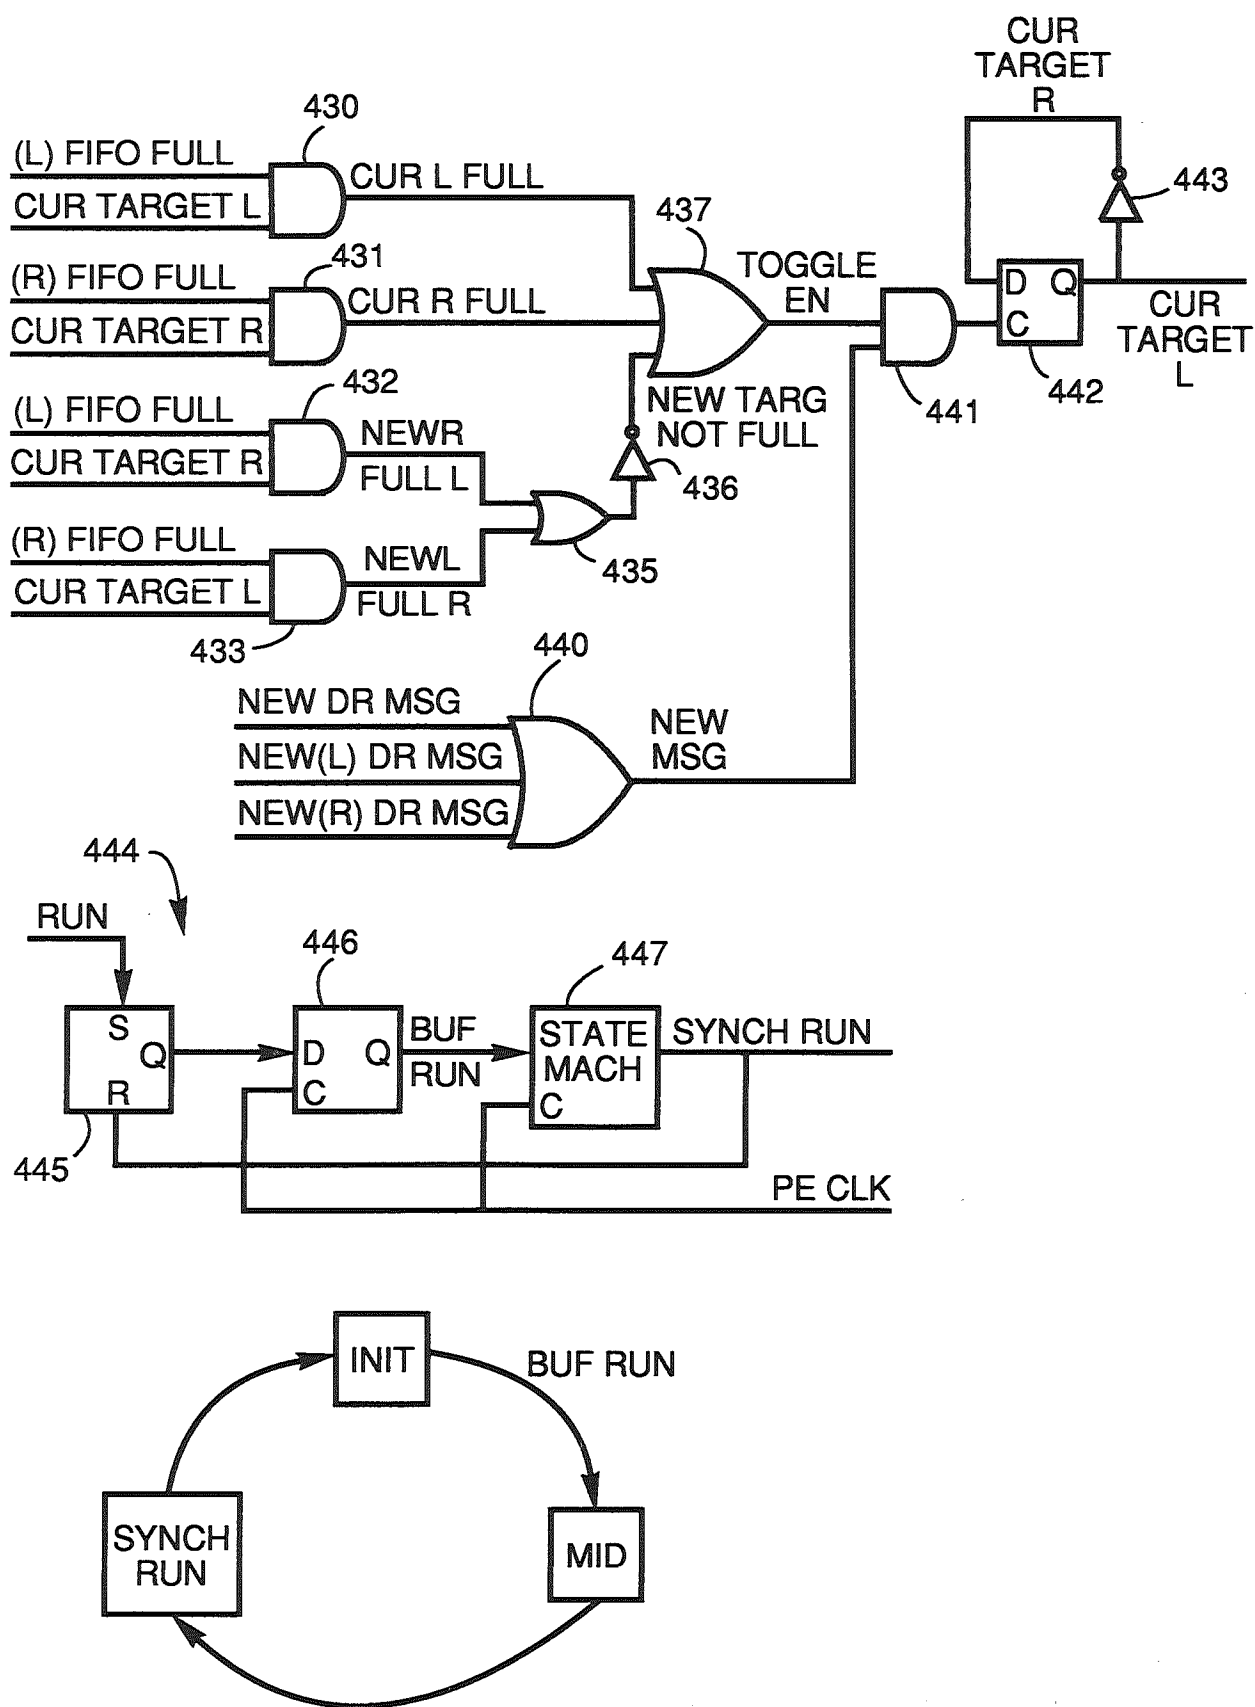 CUR
TARGET
R
430
(L) FIFO FULL
CUR TARGET L
CUR L FULL
443
437
431
(R) FIFO FULL
CUR TARGET R
CUR R FULL
TOGGLE
EN
D Q
C
CUR
TARGET
L
442
441
432
(L) FIFO FULL
CUR TARGET R
NEWR
FULL L
NEW TARG
NOT FULL
436
435
(R) FIFO FULL
CUR TARGET L
NEWL
FULL R
433
440
NEW DR MSG
NEW(L) DR MSG
NEW(R) DR MSG
NEW
MSG
444
RUN
446
447
S
Q
R
445
D Q
C
BUF
RUN
STATE
MACH
C
SYNCH RUN
PE CLK
INIT
BUF RUN
SYNCH
RUN
MID